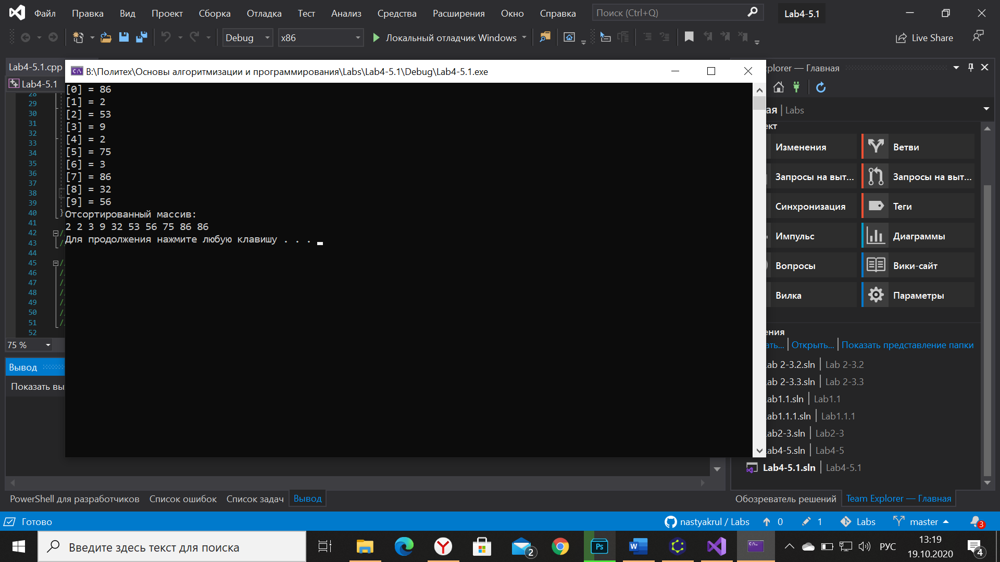 Файл Правка Вид Проект Сборка Отладка Тест Анализ Средства Расширения Окно Справка Поиск (Ctrl+Q) Lab4-5.1
Debug x86 Локальный отладчик Windows Live Share
Lab4-5.1.cpp
Lab4-5.1
28
29
30
31
32
33
34
35
36
37
38
39
40 }
41
42 //
43 //
44
45 //
46 //
47 //
48 //
49 //
50 //
51 //
52
75 %
Вывод
Показать вы
B:\Политех\Основы алгоритмизации и программирования\Labs\Lab4-5.1\Debug\Lab4-5.1.exe
[0] = 86
[1] = 2
[2] = 53
[3] = 9
[4] = 2
[5] = 75
[6] = 3
[7] = 86
[8] = 32
[9] = 56
Отсортированный массив:
2 2 3 9 32 53 56 75 86 86
Для продолжения нажмите любую клавишу . . .
xplorer — Главная
ая | Labs
кт
Изменения Ветви
Запросы на выт... Запросы на выт...
Синхронизация Теги
Импульс Диаграммы
Вопросы Вики-сайт
Вилка Параметры
ения
ать... Открыть... Показать представление папки
Lab 2-3.2.sln | Lab 2-3.2
Lab 2-3.3.sln | Lab 2-3.3
Lab1.1.sln | Lab1.1
Lab1.1.1.sln | Lab1.1.1
Lab2-3.sln | Lab2-3
Lab4-5.sln | Lab4-5
Lab4-5.1.sln | Lab4-5.1
PowerShell для разработчиков Список ошибок Список задач Вывод
Обозреватель решений Team Explorer — Главная
Готово nastyakrul / Labs 0 1 Labs master 3
Введите здесь текст для поиска 2 Ps W РУС 13:19
19.10.2020 4